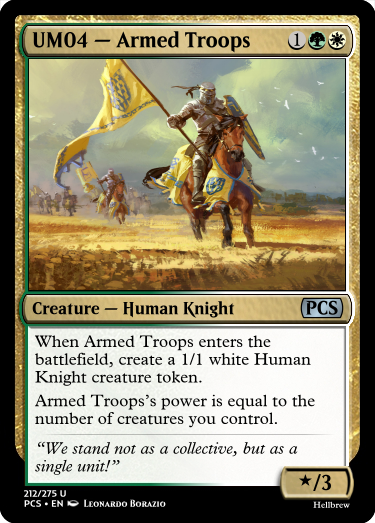 UM04 — Armed Troops 1
Creature — Human Knight PCS
When Armed Troops enters the
battlefield, create a 1/1 white Human
Knight creature token.
Armed Troops's power is equal to the
number of creatures you control.
“We stand not as a collective, but as a
single unit!”
★/3
212/275 U
PCS • EN Leonardo Borazio
Hellbrew